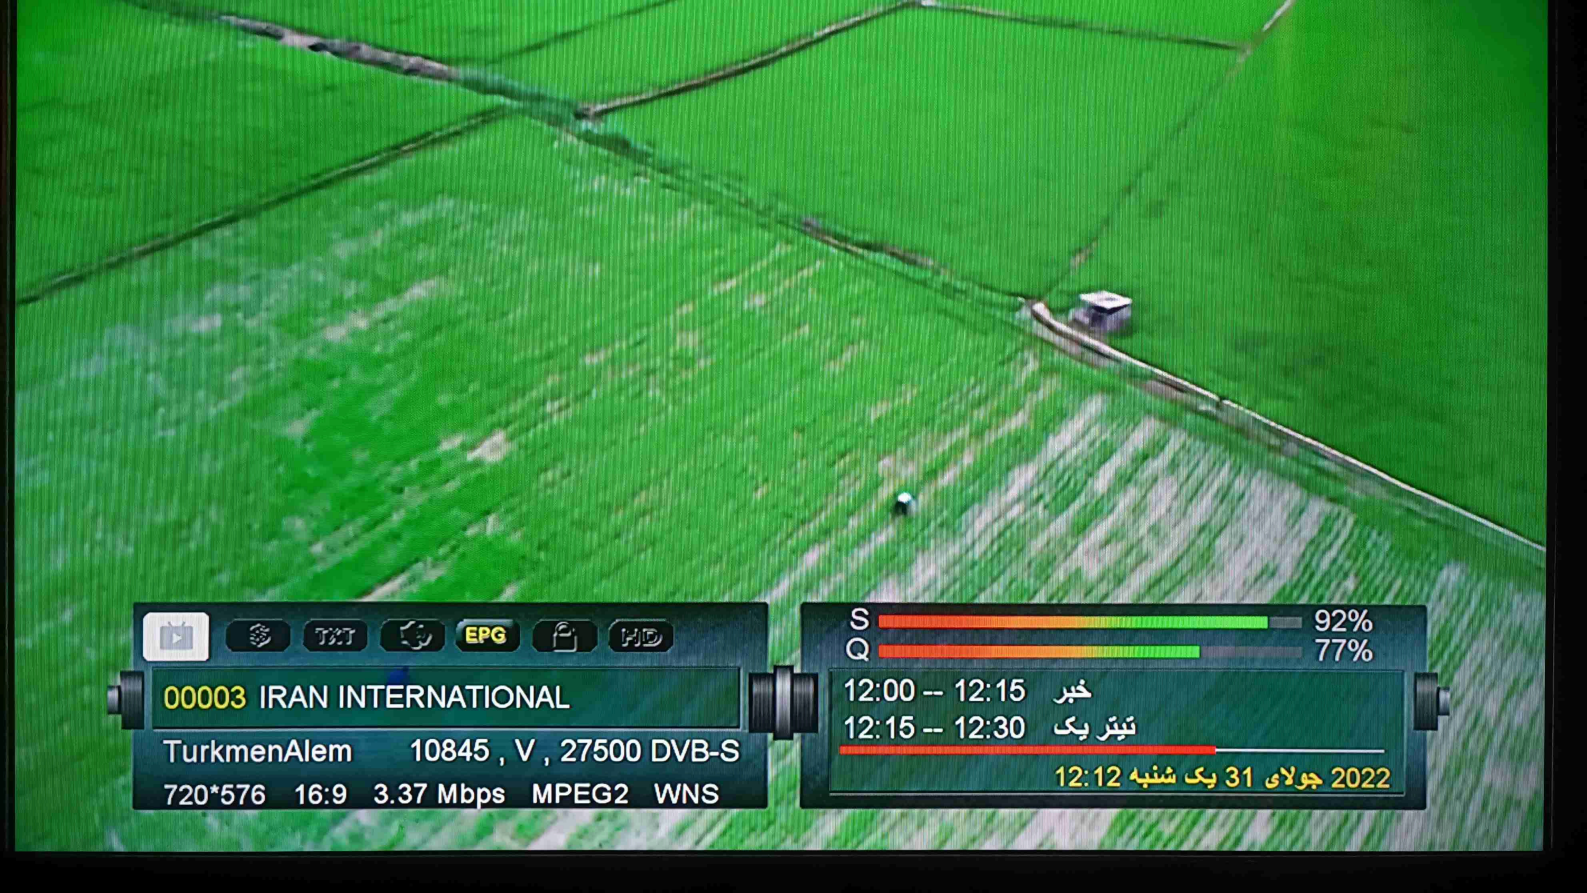 TXT EPG HD
00003 IRAN INTERNATIONAL
TurkmenAlem 10845 , V , 27500 DVB-S
720*576 16:9 3.37 Mbps MPEG2 WNS
S 92%
Q 77%
12:00 -- 12:15 خبر
12:15 -- 12:30 تیتر یک
2022 جولای 31 یک شنبه 12:12